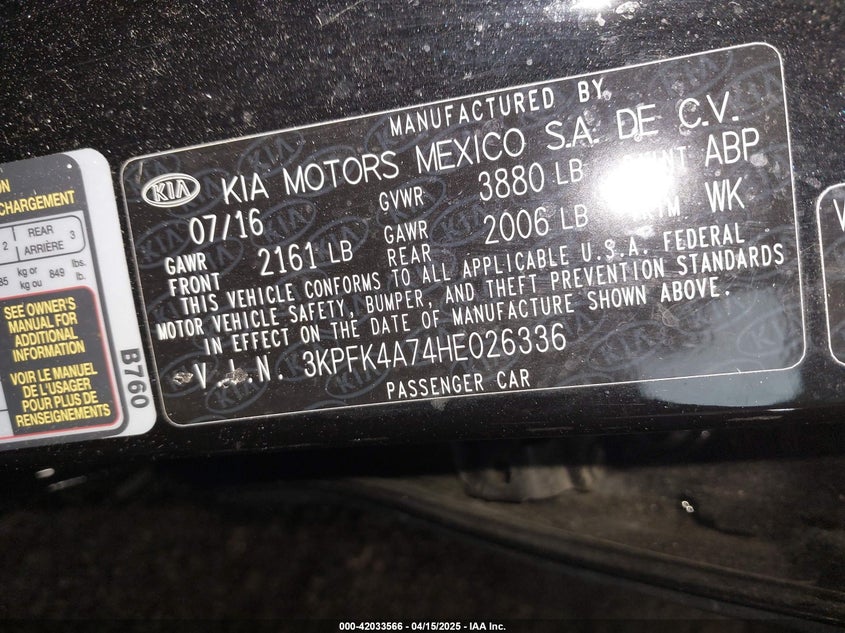 MANUFACTURED BY
KIA KIA MOTORS MEXICO S.A. DE C.V.
07/16 GVWR 3880 LB ABP
GAWR FRONT 2161 LB GAWR REAR 2006 LB WK
THIS VEHICLE CONFORMS TO ALL APPLICABLE U.S.A. FEDERAL
MOTOR VEHICLE SAFETY, BUMPER, AND THEFT PREVENTION STANDARDS
IN EFFECT ON THE DATE OF MANUFACTURE SHOWN ABOVE.
V.I.N. 3KPFK4A74HE026336
PASSENGER CAR
CHARGEMENT
2 REAR ARRIÈRE 3
kg or kg ou 849 lbs. lb.
SEE OWNER'S
MANUAL FOR
ADDITIONAL
INFORMATION
VOIR LE MANUEL
DE L'USAGER
POUR PLUS DE
RENSEIGNEMENTS
B760
000-42033566 - 04/15/2025 - IAA Inc.